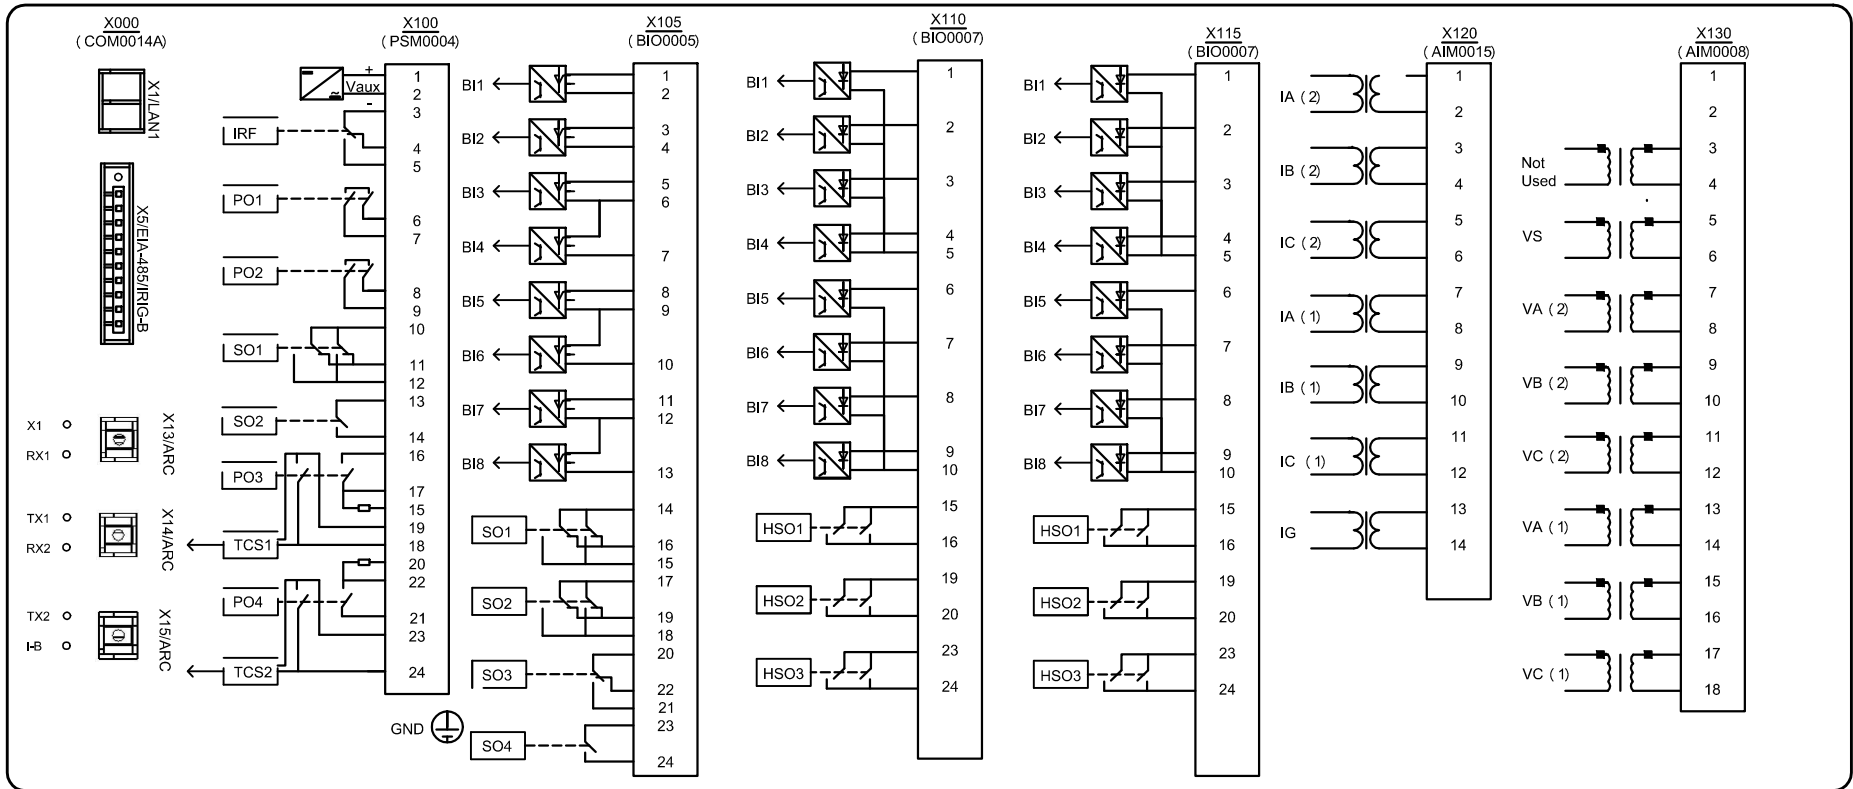 X000
( COM0014A)
X1/LAN1
X5/EIA-485/IRIG-B
X1
RX1
X13/ARC
TX1
RX2
X14/ARC
TX2
I-B
X15/ARC
X100
( PSM0004)
Vaux
+
-
1
2
3
IRF
4
5
PO1
6
7
PO2
8
9
10
SO1
11
12
13
SO2
14
16
PO3
17
15
19
TCS1
18
20
22
PO4
21
23
TCS2
24
GND
X105
( BIO0005)
BI1
1
2
BI2
3
4
BI3
5
6
BI4
7
BI5
8
9
BI6
10
BI7
11
12
BI8
13
14
SO1
16
15
17
SO2
19
18
20
SO3
22
21
23
SO4
24
X110
( BIO0007)
BI1
1
BI2
2
BI3
3
BI4
4
5
BI5
6
BI6
7
BI7
8
BI8
9
10
15
HSO1
16
19
HSO2
20
23
HSO3
24
X115
( BIO0007)
BI1
1
BI2
2
BI3
3
BI4
4
5
BI5
6
BI6
7
BI7
8
BI8
9
10
15
HSO1
16
19
HSO2
20
23
HSO3
24
X120
( AIM0015)
1
IA ( 2)
2
3
IB ( 2)
4
5
IC ( 2)
6
7
IA ( 1)
8
9
IB ( 1)
10
11
IC ( 1)
12
13
IG
14
X130
( AIM0008)
1
2
3
Not
Used
4
5
VS
6
7
VA ( 2)
8
9
VB ( 2)
10
11
VC ( 2)
12
13
VA ( 1)
14
15
VB ( 1)
16
17
VC ( 1)
18